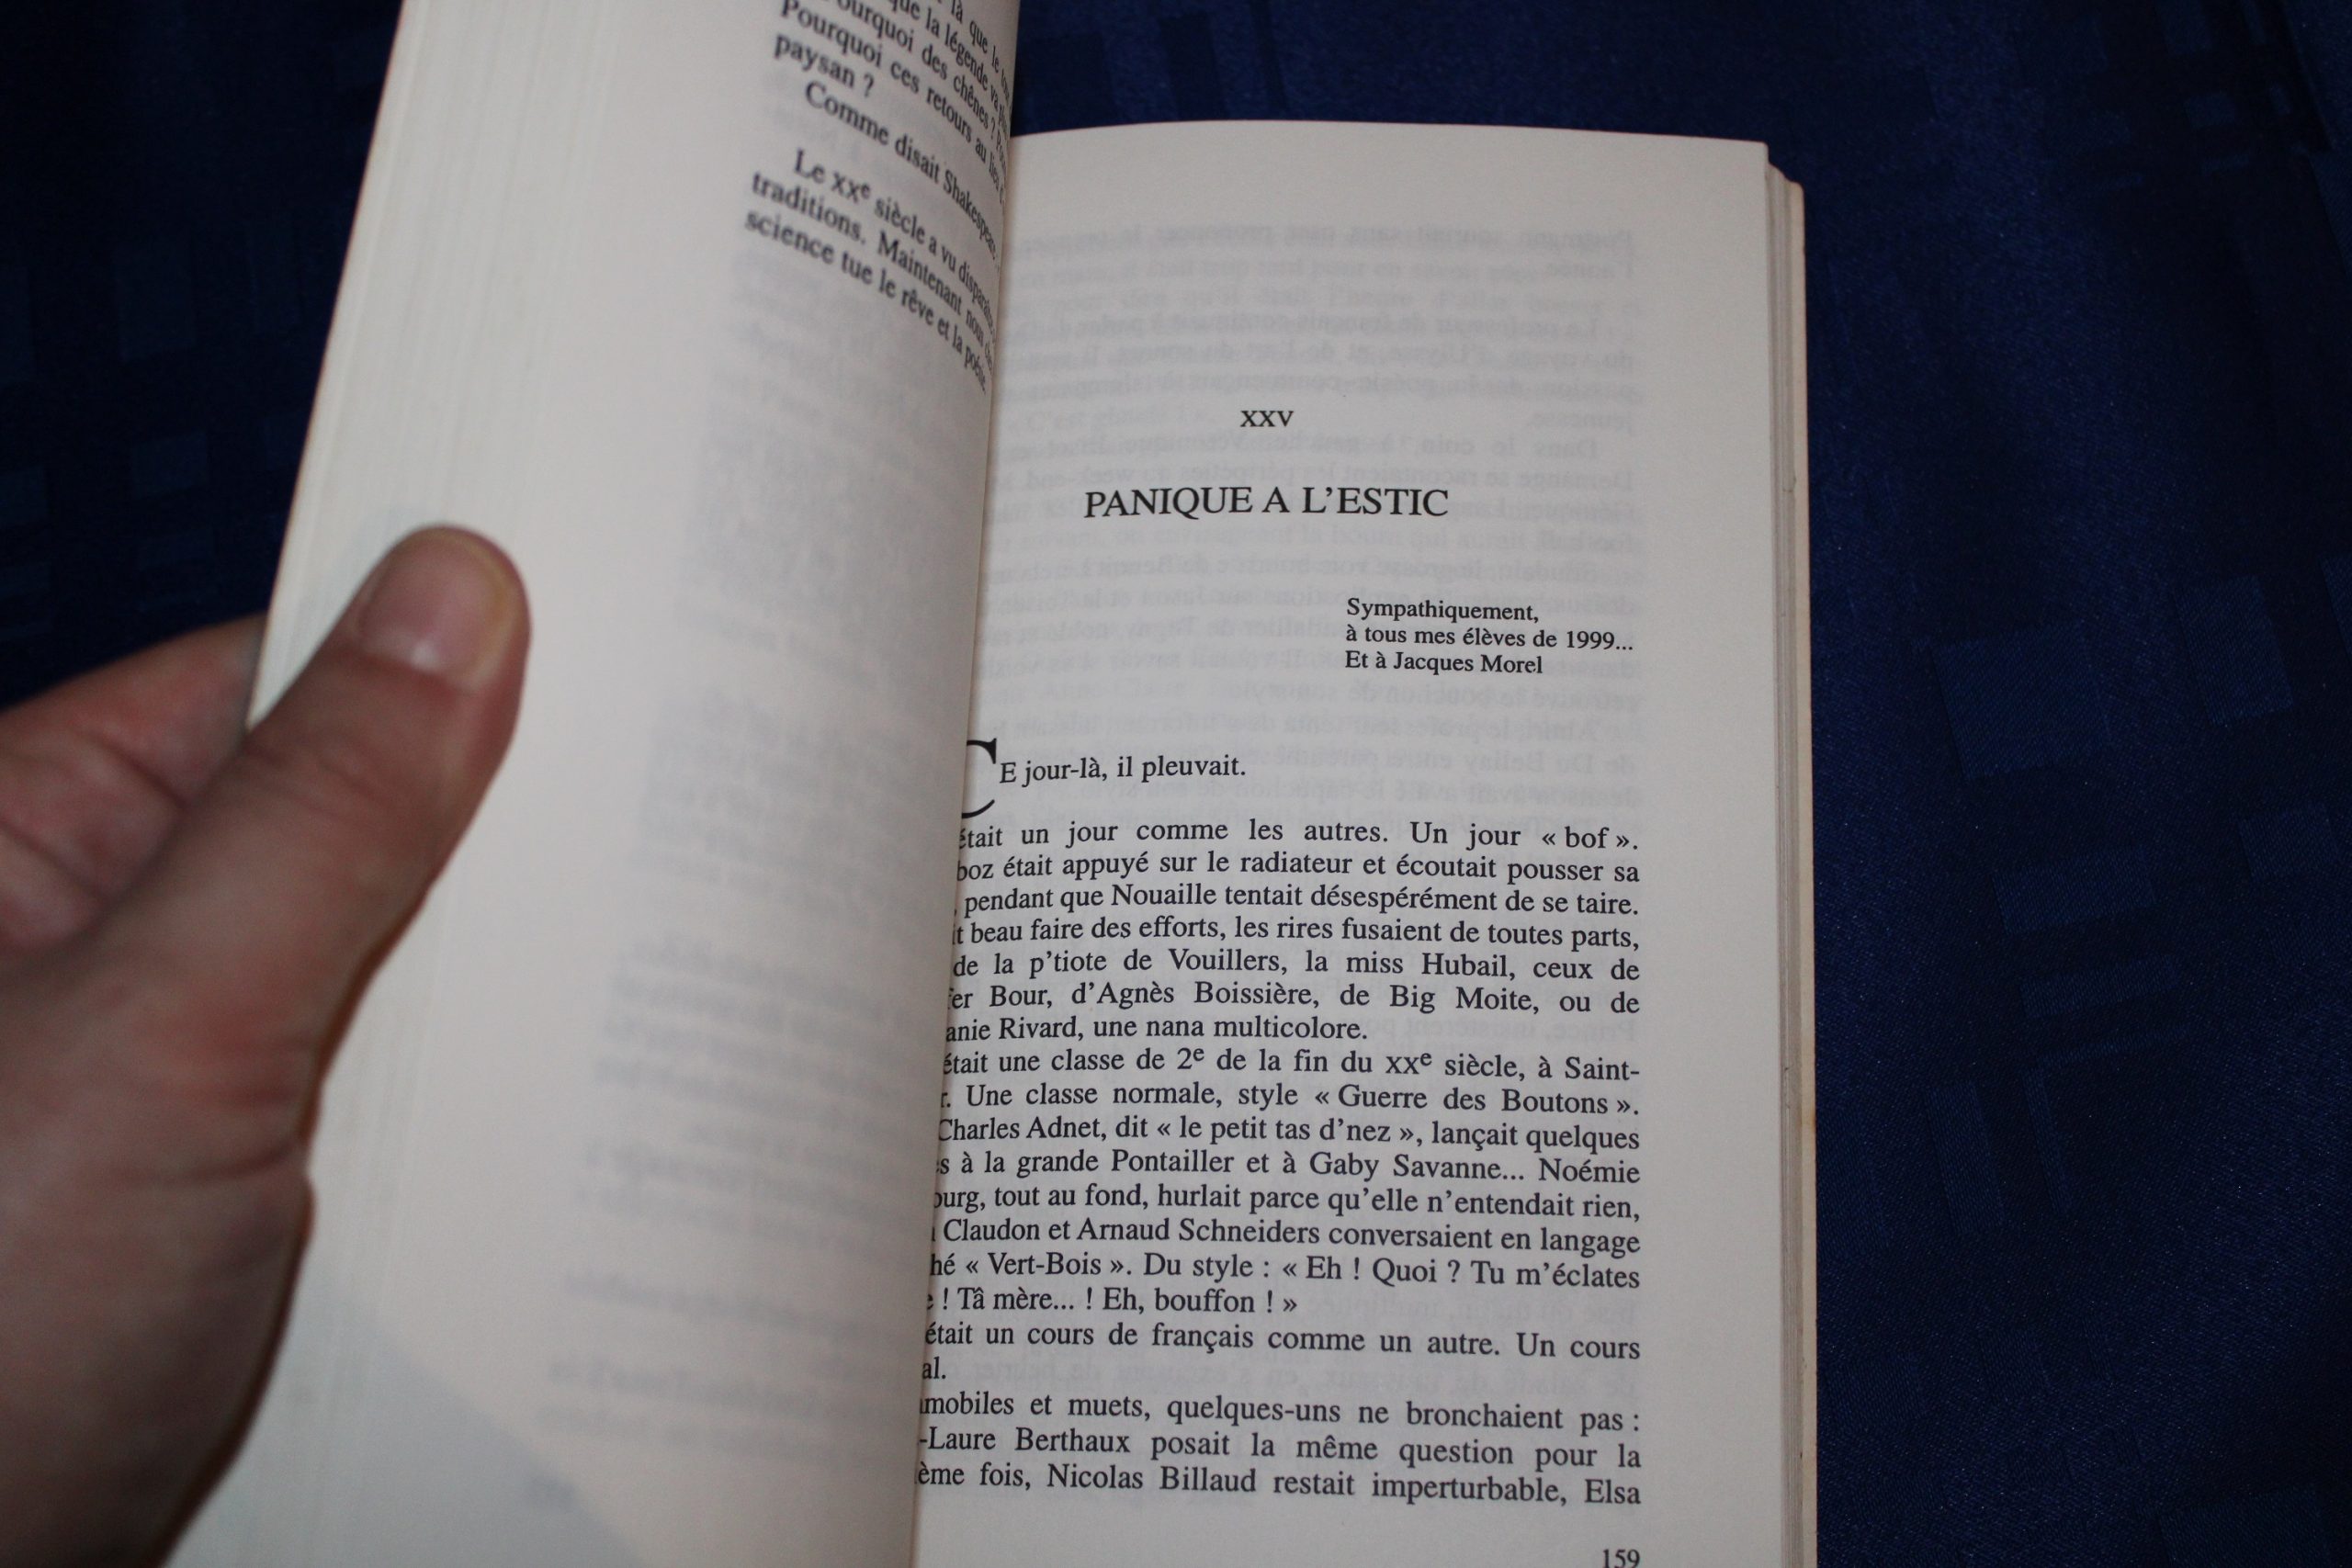 là que le
que la légende va plus
ourquoi des chênes ?
Pourquoi ces retours au lieu
paysan ?
Comme disait Shakespeare
Le XXe siècle a vu disparaître
traditions. Maintenant nous
science tue le rêve et la poésie.
XXV
PANIQUE A L'ESTIC
Sympathiquement,
à tous mes élèves de 1999...
Et à Jacques Morel
CE jour-là, il pleuvait.
était un jour comme les autres. Un jour « bof ».
boz était appuyé sur le radiateur et écoutait pousser sa
, pendant que Nouaille tentait désespérément de se taire.
it beau faire des efforts, les rires fusaient de toutes parts,
de la p'tiote de Vouillers, la miss Hubail, ceux de
fer Bour, d'Agnès Boissière, de Big Moite, ou de
anie Rivard, une nana multicolore.
était une classe de 2e de la fin du XXe siècle, à Saint-
r. Une classe normale, style « Guerre des Boutons ».
Charles Adnet, dit « le petit tas d'nez », lançait quelques
s à la grande Pontailler et à Gaby Savanne... Noémie
ourg, tout au fond, hurlait parce qu'elle n'entendait rien,
Claudon et Arnaud Schneiders conversaient en langage
hé « Vert-Bois ». Du style : « Eh ! Quoi ? Tu m'éclates
e ! Tâ mère... ! Eh, bouffon ! »
était un cours de français comme un autre. Un cours
al.
mobiles et muets, quelques-uns ne bronchaient pas :
-Laure Berthaux posait la même question pour la
ème fois, Nicolas Billaud restait imperturbable, Elsa
159